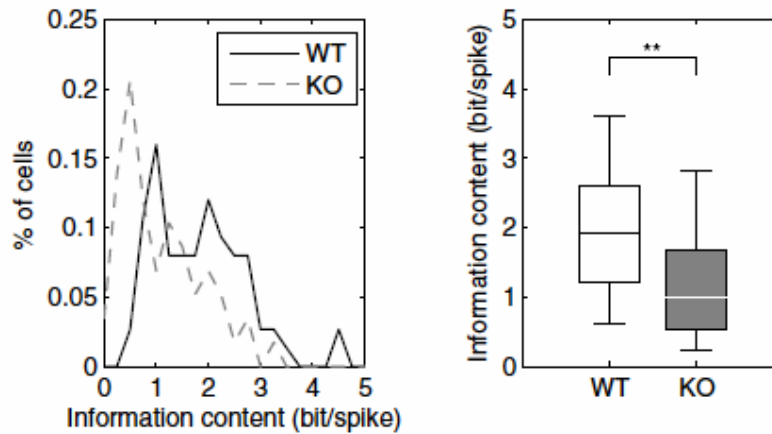 % of cells
0.25
0.2
0.15
0.1
0.05
0
0 1 2 3 4 5
Information content (bit/spike)
WT
KO
Information content (bit/spike)
5
4
3
2
1
0
**
WT KO